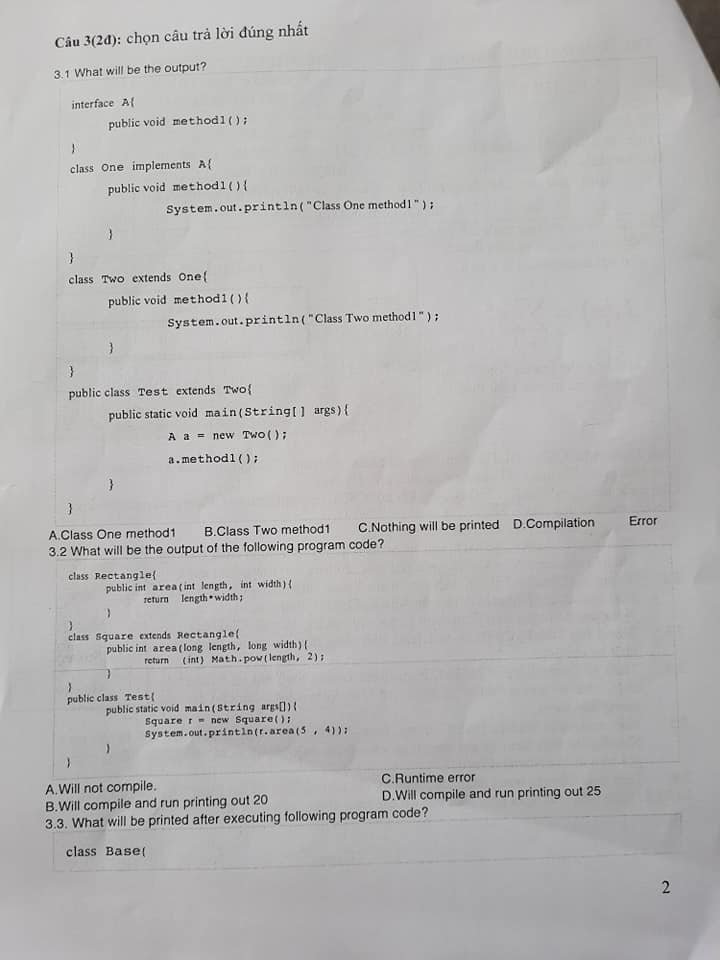 Câu 3(2đ): chọn câu trả lời đúng nhất
3.1 What will be the output?
interface A{
public void method1();
}
class One implements A{
public void method1(){
System.out.println("Class One method1");
}
}
class Two extends One{
public void method1(){
System.out.println("Class Two method1");
}
}
public class Test extends Two{
public static void main(String[] args){
A a = new Two();
a.method1();
}
}
A.Class One method1 B.Class Two method1 C.Nothing will be printed D.Compilation Error
3.2 What will be the output of the following program code?
class Rectangle{
public int area(int length, int width){
return length*width;
}
}
class Square extends Rectangle{
public int area(long length, long width){
return (int) Math.pow(length, 2);
}
}
public class Test{
public static void main(String args[]){
Square r = new Square();
System.out.println(r.area(5 , 4));
}
}
A.Will not compile. C.Runtime error
B.Will compile and run printing out 20 D.Will compile and run printing out 25
3.3. What will be printed after executing following program code?
class Base{
2